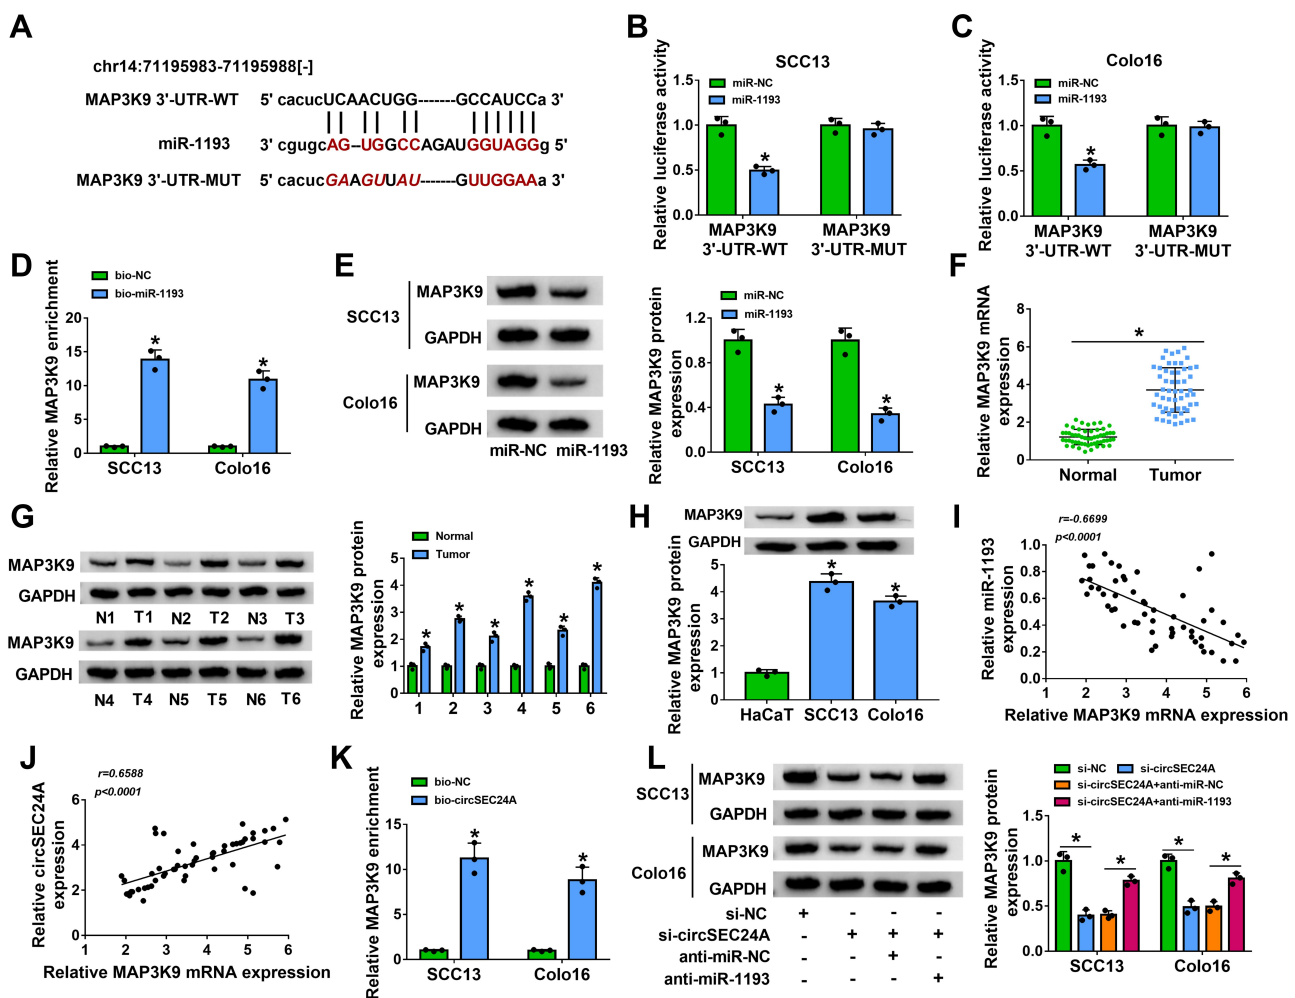 A
chr14:71195983-71195988[-]
MAP3K9 3'-UTR-WT 5' cacucUCAACUGG-------GCCAUCCa 3'
miR-1193 3' cgugcAG--UGGCCAGAUGGUAGGg 5'
MAP3K9 3'-UTR-MUT 5' cacucGAAGUUAU-------GUUGGAAa 3'
B
SCC13
miR-NC
miR-1193
Relative luciferase activity
1.5
1.0
0.5
0.0
*
MAP3K9 MAP3K9
3'-UTR-WT 3'-UTR-MUT
C
Colo16
miR-NC
miR-1193
Relative luciferase activity
1.5
1.0
0.5
0.0
*
MAP3K9 MAP3K9
3'-UTR-WT 3'-UTR-MUT
D
bio-NC
bio-miR-1193
Relative MAP3K9 enrichment
20
15
10
5
0
* *
SCC13 Colo16
E
SCC13
MAP3K9
GAPDH
Colo16
MAP3K9
GAPDH
miR-NC miR-1193
miR-NC
miR-1193
Relative MAP3K9 protein
expression
1.2
0.8
0.4
0.0
* *
SCC13 Colo16
F
Relative MAP3K9 mRNA
expression
8
6
4
2
0
*
Normal Tumor
G
MAP3K9
GAPDH
N1 T1 N2 T2 N3 T3
MAP3K9
GAPDH
N4 T4 N5 T5 N6 T6
Normal
Tumor
Relative MAP3K9 protein
expression
5
4
3
2
1
0
* * * * * *
1 2 3 4 5 6
H
MAP3K9
GAPDH
Relative MAP3K9 protein
expression
5
4
3
2
1
0
* *
HaCaT SCC13 Colo16
I
r=-0.6699
p<0.0001
Relative miR-1193
expression
1.0
0.8
0.6
0.4
0.2
0.0
1 2 3 4 5 6
Relative MAP3K9 mRNA expression
J
r=0.6588
p<0.0001
Relative circSEC24A
expression
6
4
2
0
1 2 3 4 5 6
Relative MAP3K9 mRNA expression
K
bio-NC
bio-circSEC24A
Relative MAP3K9 enrichment
15
10
5
0
* *
SCC13 Colo16
L
SCC13
MAP3K9
GAPDH
Colo16
MAP3K9
GAPDH
si-NC + - - -
si-circSEC24A - + + +
anti-miR-NC - - + -
anti-miR-1193 - - - +
si-NC si-circSEC24A
si-circSEC24A+anti-miR-NC
si-circSEC24A+anti-miR-1193
Relative MAP3K9 protein
expression
1.5
1.0
0.5
0.0
* * * *
SCC13 Colo16